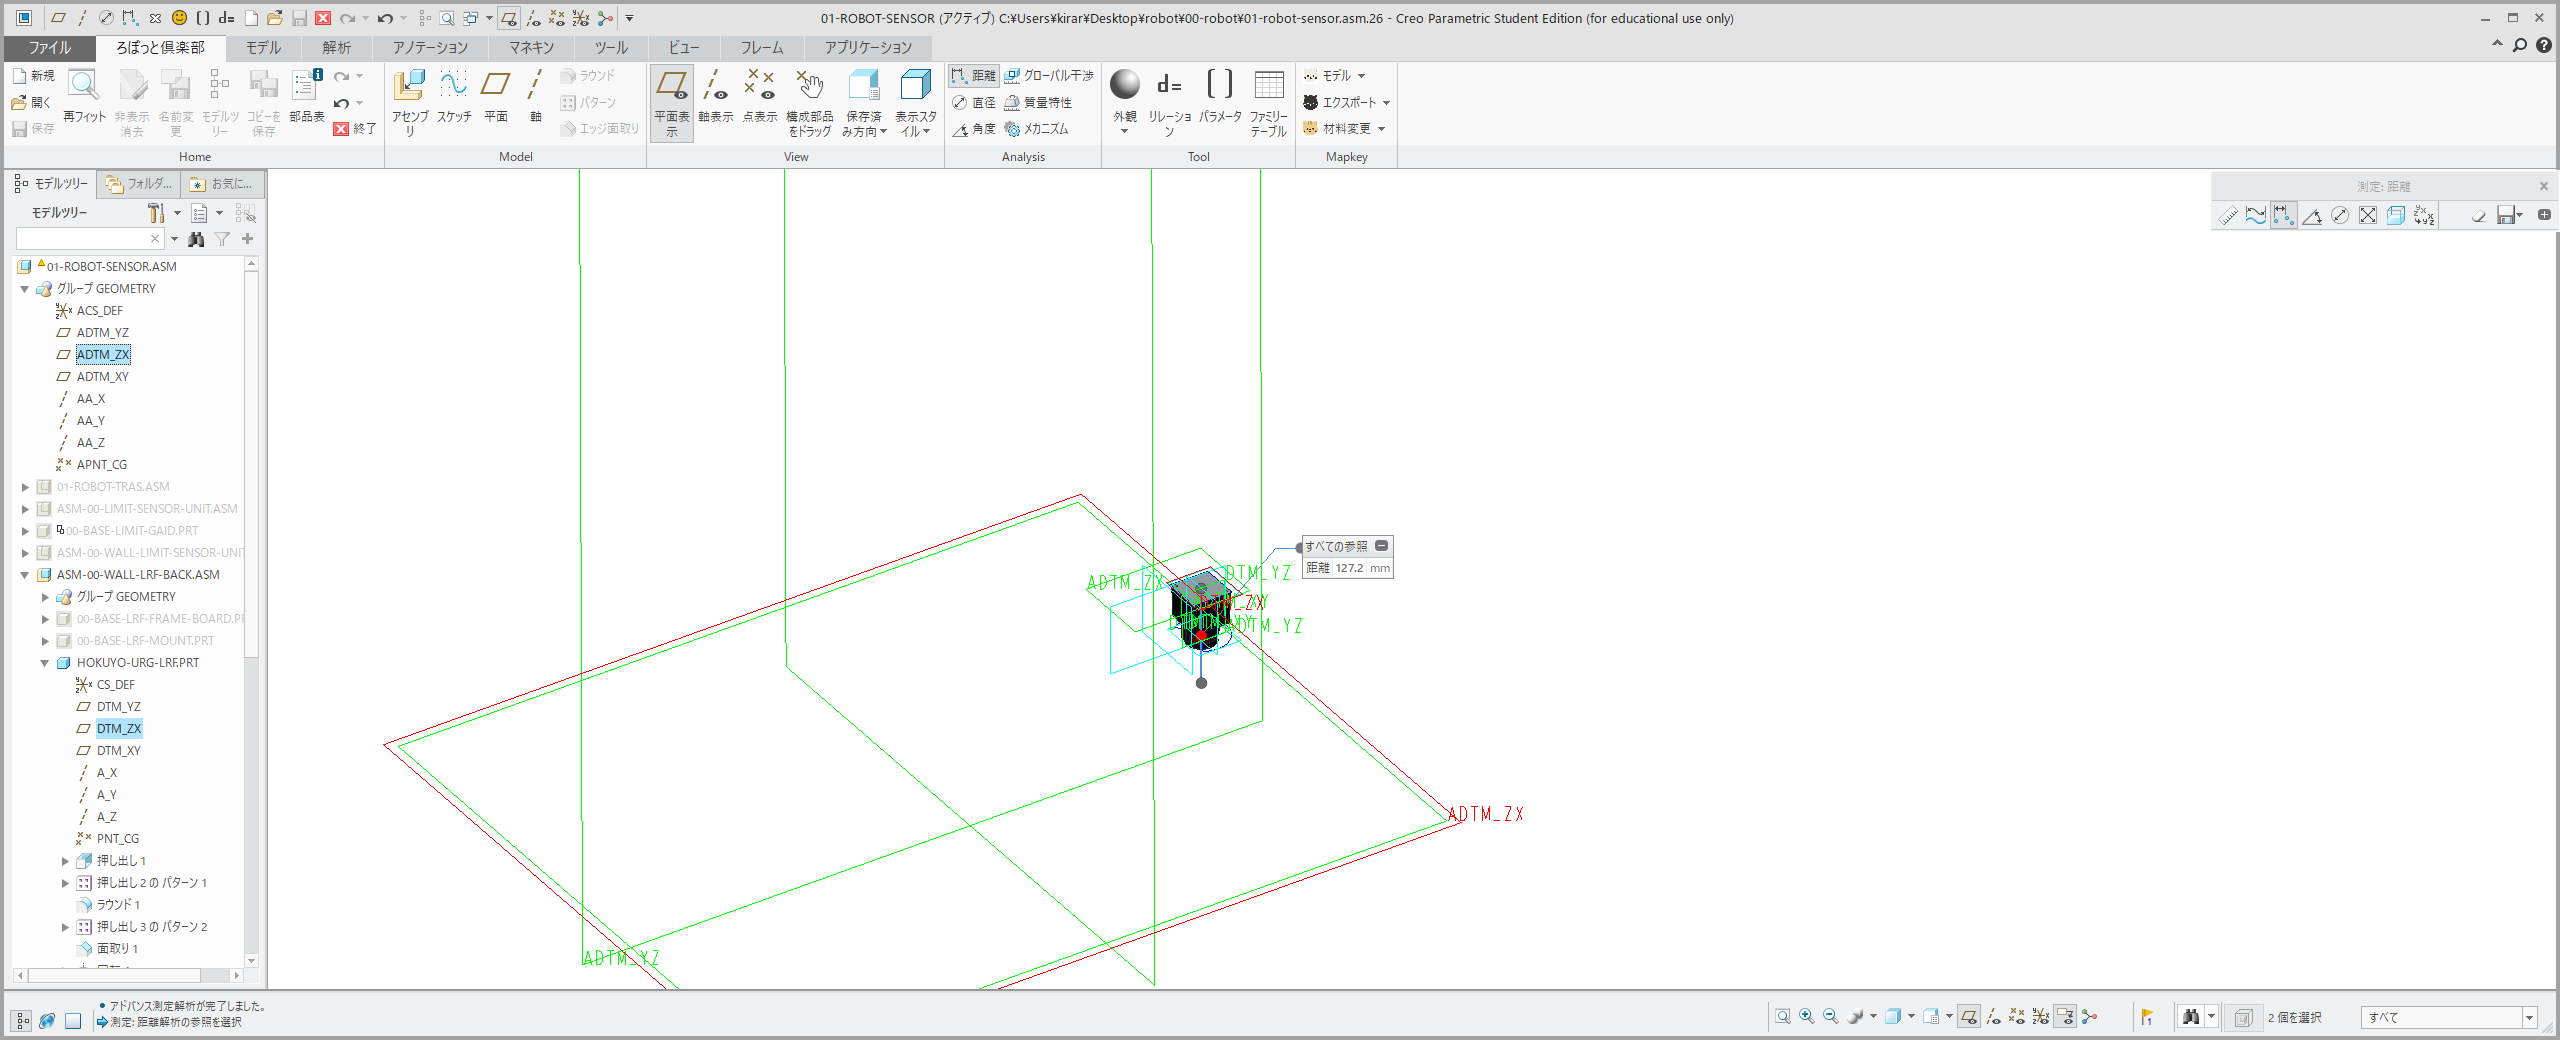 01-ROBOT-SENSOR (アクティブ) C:¥Users¥kirar¥Desktop¥robot¥00-robot¥01-robot-sensor.asm.26 - Creo Parametric Student Edition (for educational use only)
ファイル ろぼっと倶楽部 モデル 解析 アノテーション マネキン ツール ビュー フレーム アプリケーション
新規
開く
保存
再フィット
非表示
消去
名前変
更
モデルツ
リー
コピーを
保存
部品表
終了
アセンブ
リ
スケッチ
平面
軸
ラウンド
パターン
エッジ面取り
平面表
示
軸表示
点表示
構成部品
をドラッグ
保存済
み方向
表示スタ
イル
距離
直径
角度
グローバル干渉
質量特性
メカニズム
外観
リレーショ
ン
パラメータ
ファミリー
テーブル
モデル
エクスポート
材料変更
Home Model View Analysis Tool Mapkey
モデルツリー フォルダ... お気に...
モデルツリー
01-ROBOT-SENSOR.ASM
グループ GEOMETRY
ACS_DEF
ADTM_YZ
ADTM_ZX
ADTM_XY
AA_X
AA_Y
AA_Z
APNT_CG
01-ROBOT-TRAS.ASM
ASM-00-LIMIT-SENSOR-UNIT.ASM
00-BASE-LIMIT-GAID.PRT
ASM-00-WALL-LIMIT-SENSOR-UNIT
ASM-00-WALL-LRF-BACK.ASM
グループ GEOMETRY
00-BASE-LRF-FRAME-BOARD.PR
00-BASE-LRF-MOUNT.PRT
HOKUYO-URG-LRF.PRT
CS_DEF
DTM_YZ
DTM_ZX
DTM_XY
A_X
A_Y
A_Z
PNT_CG
押し出し 1
押し出し 2 の パターン 1
ラウンド 1
押し出し 3 の パターン 2
面取り 1
測定: 距離
すべての参照
距離 127.2 mm
ADTM_ZX
DTM_YZ
ADTM_YZ
ADTM_ZX
ADTM_YZ
アドバンス測定解析が完了しました。
測定: 距離解析の参照を選択
2 個を選択
すべて